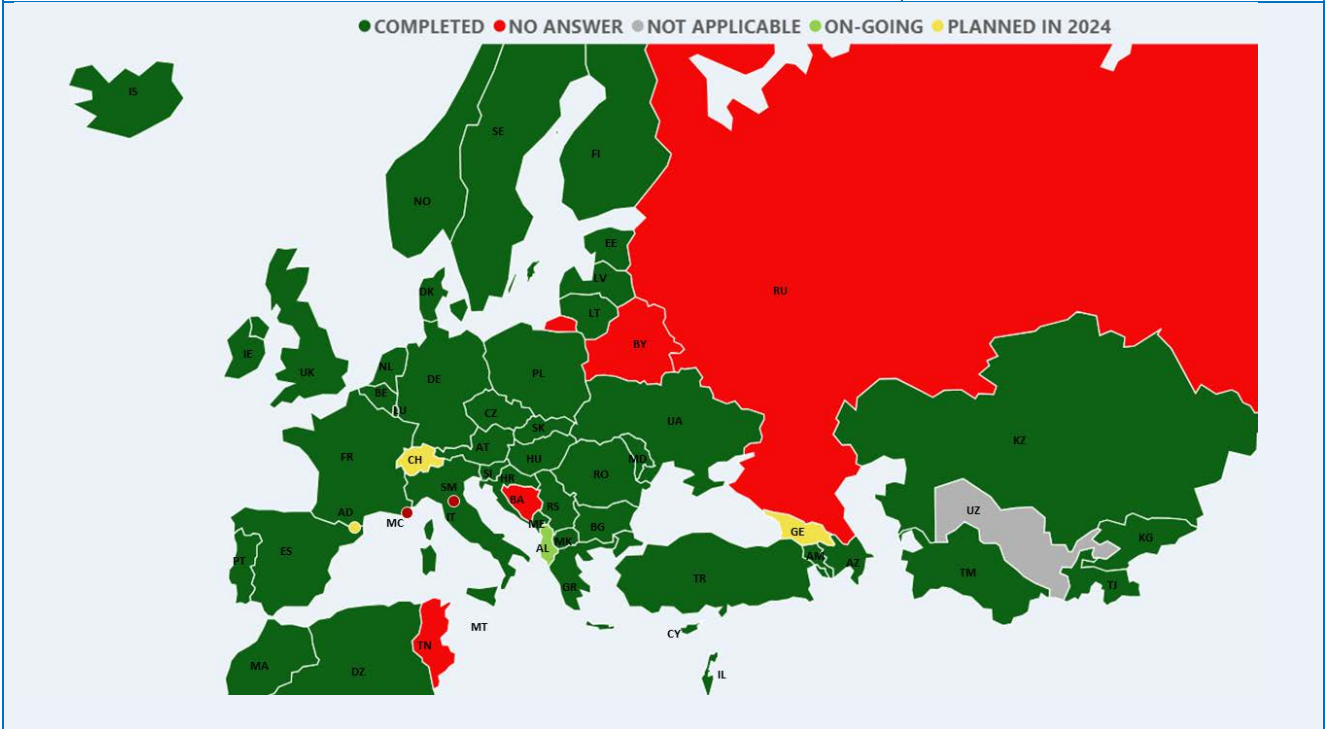 COMPLETED NO ANSWER NOT APPLICABLE ON-GOING PLANNED IN 2024
IS
SE
FI
NO
EE
LV
DK
RU
LT
BY
IE
UK
NL
DE
PL
BE
LU
CZ
UA
SK
KZ
AT
FR
CH
HU
MD
RO
SI
HR
SM
BA
RS
UZ
AD
MC
IT
ME
BG
GE
KG
MK
AL
ES
PT
AM
AZ
TM
TR
TJ
GR
MT
CY
TN
MA
DZ
IL